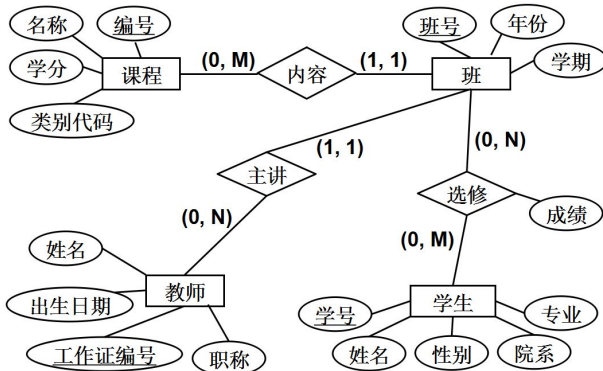 名称
编号
学分
课程
类别代码
(0, M)
内容
(1, 1)
班号
年份
班
学期
(1, 1)
主讲
(0, N)
(0, N)
选修
成绩
(0, M)
姓名
出生日期
教师
工作证编号
职称
学号
学生
专业
姓名
性别
院系